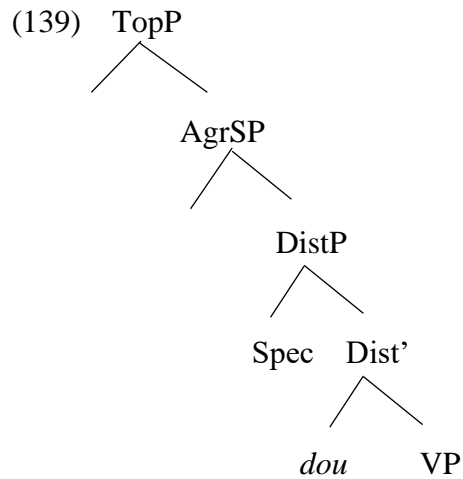 (139) TopP
AgrSP
DistP
Spec Dist’
dou VP